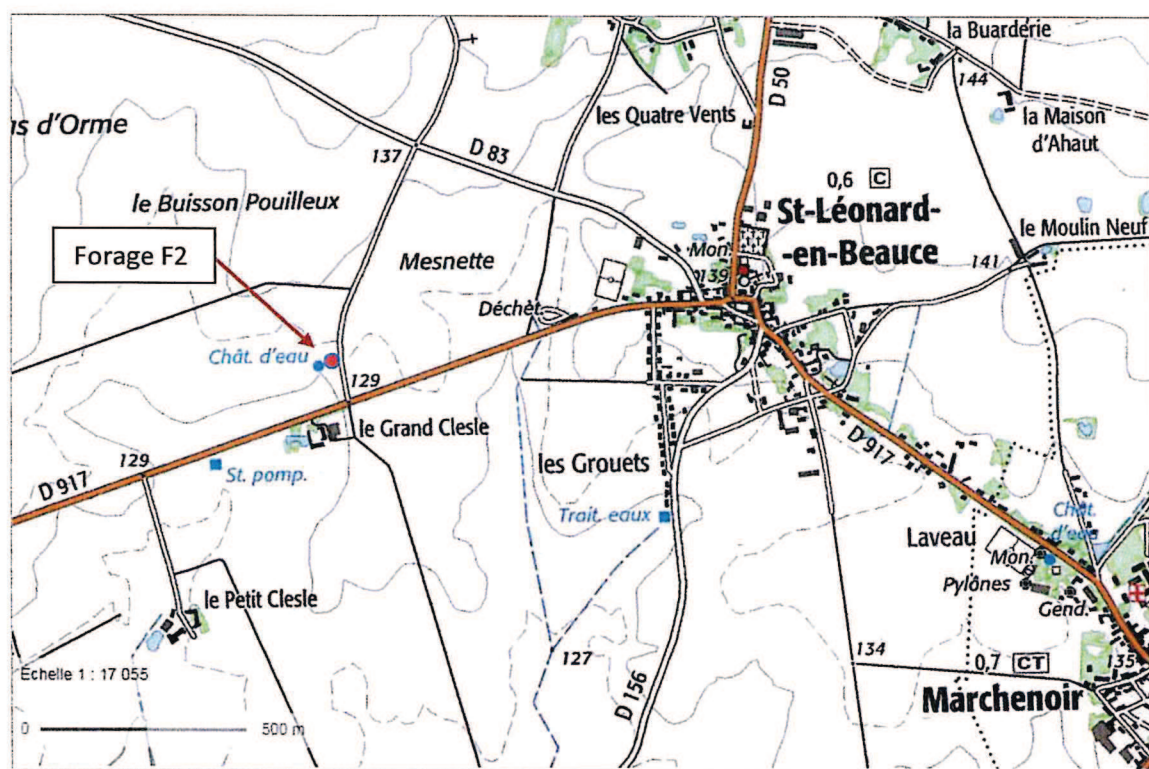 la Buarderie
144
la Maison
d'Ahaut
D 50
les Quatre Vents
d'Orme
137
D 83
0,6 C
le Buisson Pouilleux
St-Léonard-
-en-Beauce
le Moulin Neuf
Forage F2
Mesnette
Mon.
139
141
Déchèt.
Chât. d'eau
129
le Grand Clesle
D 917
129
D 917
St. pomp.
les Grouets
Trait. eaux
Chât.
d'eau
Laveau
Mon.
Pylônes
Gend.
le Petit Clesle
127
134
0,7 CT
135
Echelle 1 : 17 055
D 156
Marchenoir
0 500 m